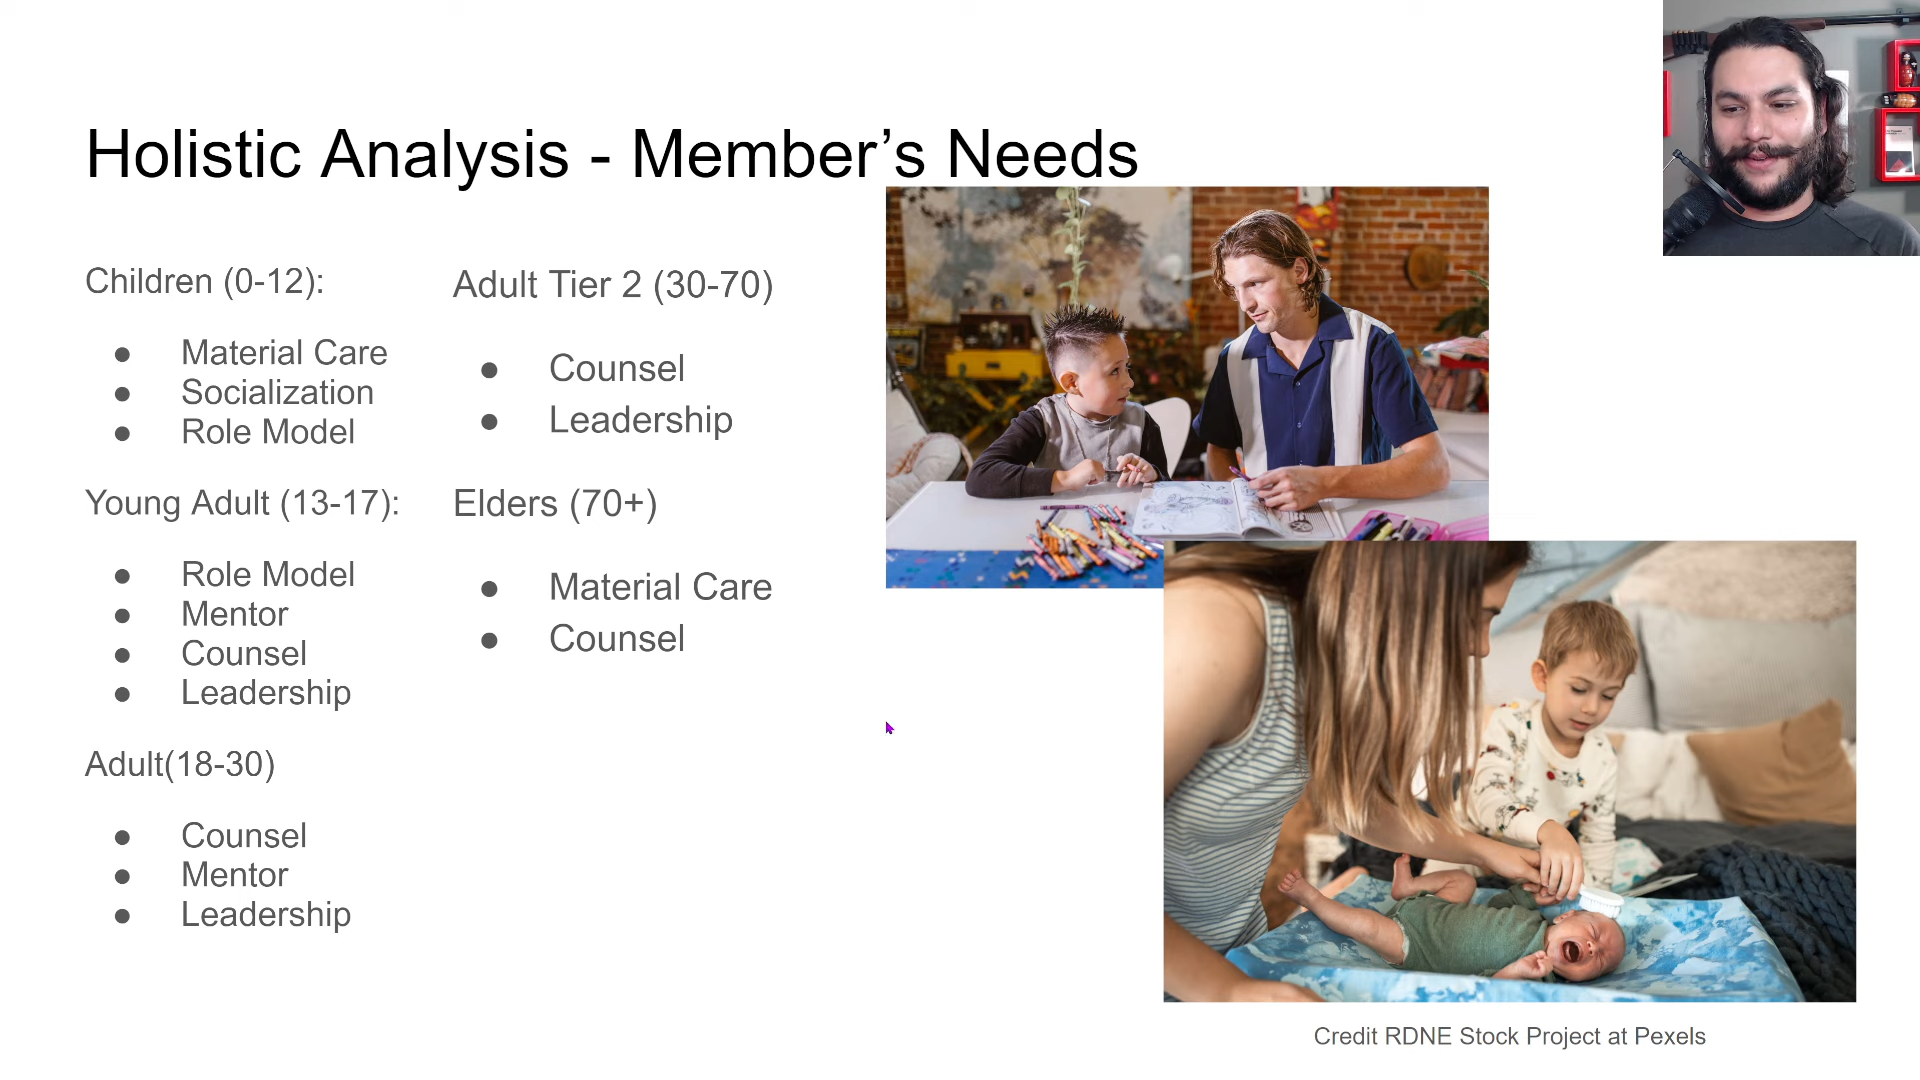 Holistic Analysis - Member’s Needs
Children (0-12):
● Material Care
● Socialization
● Role Model
Young Adult (13-17):
● Role Model
● Mentor
● Counsel
● Leadership
Adult(18-30)
● Counsel
● Mentor
● Leadership
Adult Tier 2 (30-70)
● Counsel
● Leadership
Elders (70+)
● Material Care
● Counsel
Credit RDNE Stock Project at Pexels